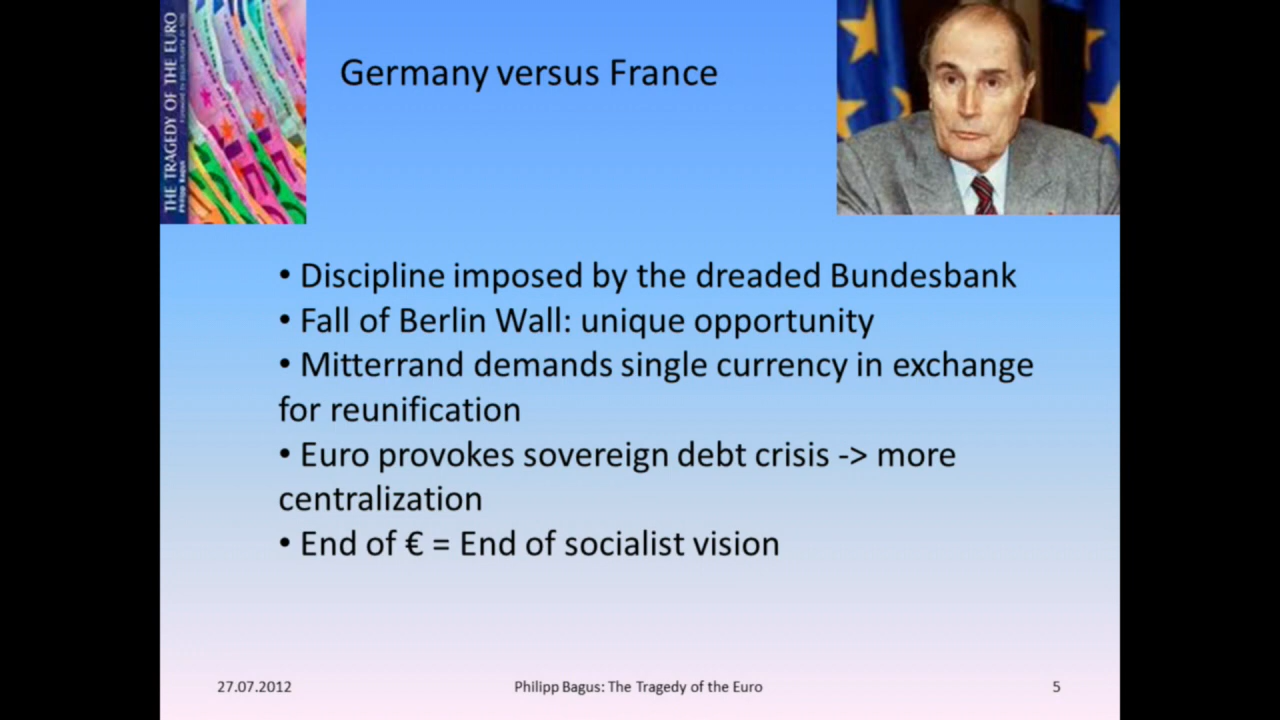 THE TRAGEDY OF THE EURO
Philipp Bagus
Germany versus France
• Discipline imposed by the dreaded Bundesbank
• Fall of Berlin Wall: unique opportunity
• Mitterrand demands single currency in exchange
for reunification
• Euro provokes sovereign debt crisis -> more
centralization
• End of € = End of socialist vision
27.07.2012
Philipp Bagus: The Tragedy of the Euro
5